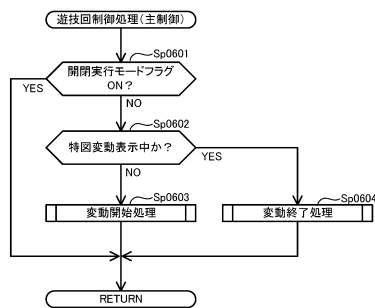 遊技回制御処理(主制御)
Sp0601
開閉実行モードフラグ
ON?
YES
NO
Sp0602
特図変動表示中か?
YES
NO
Sp0603
変動開始処理
Sp0604
変動終了処理
RETURN